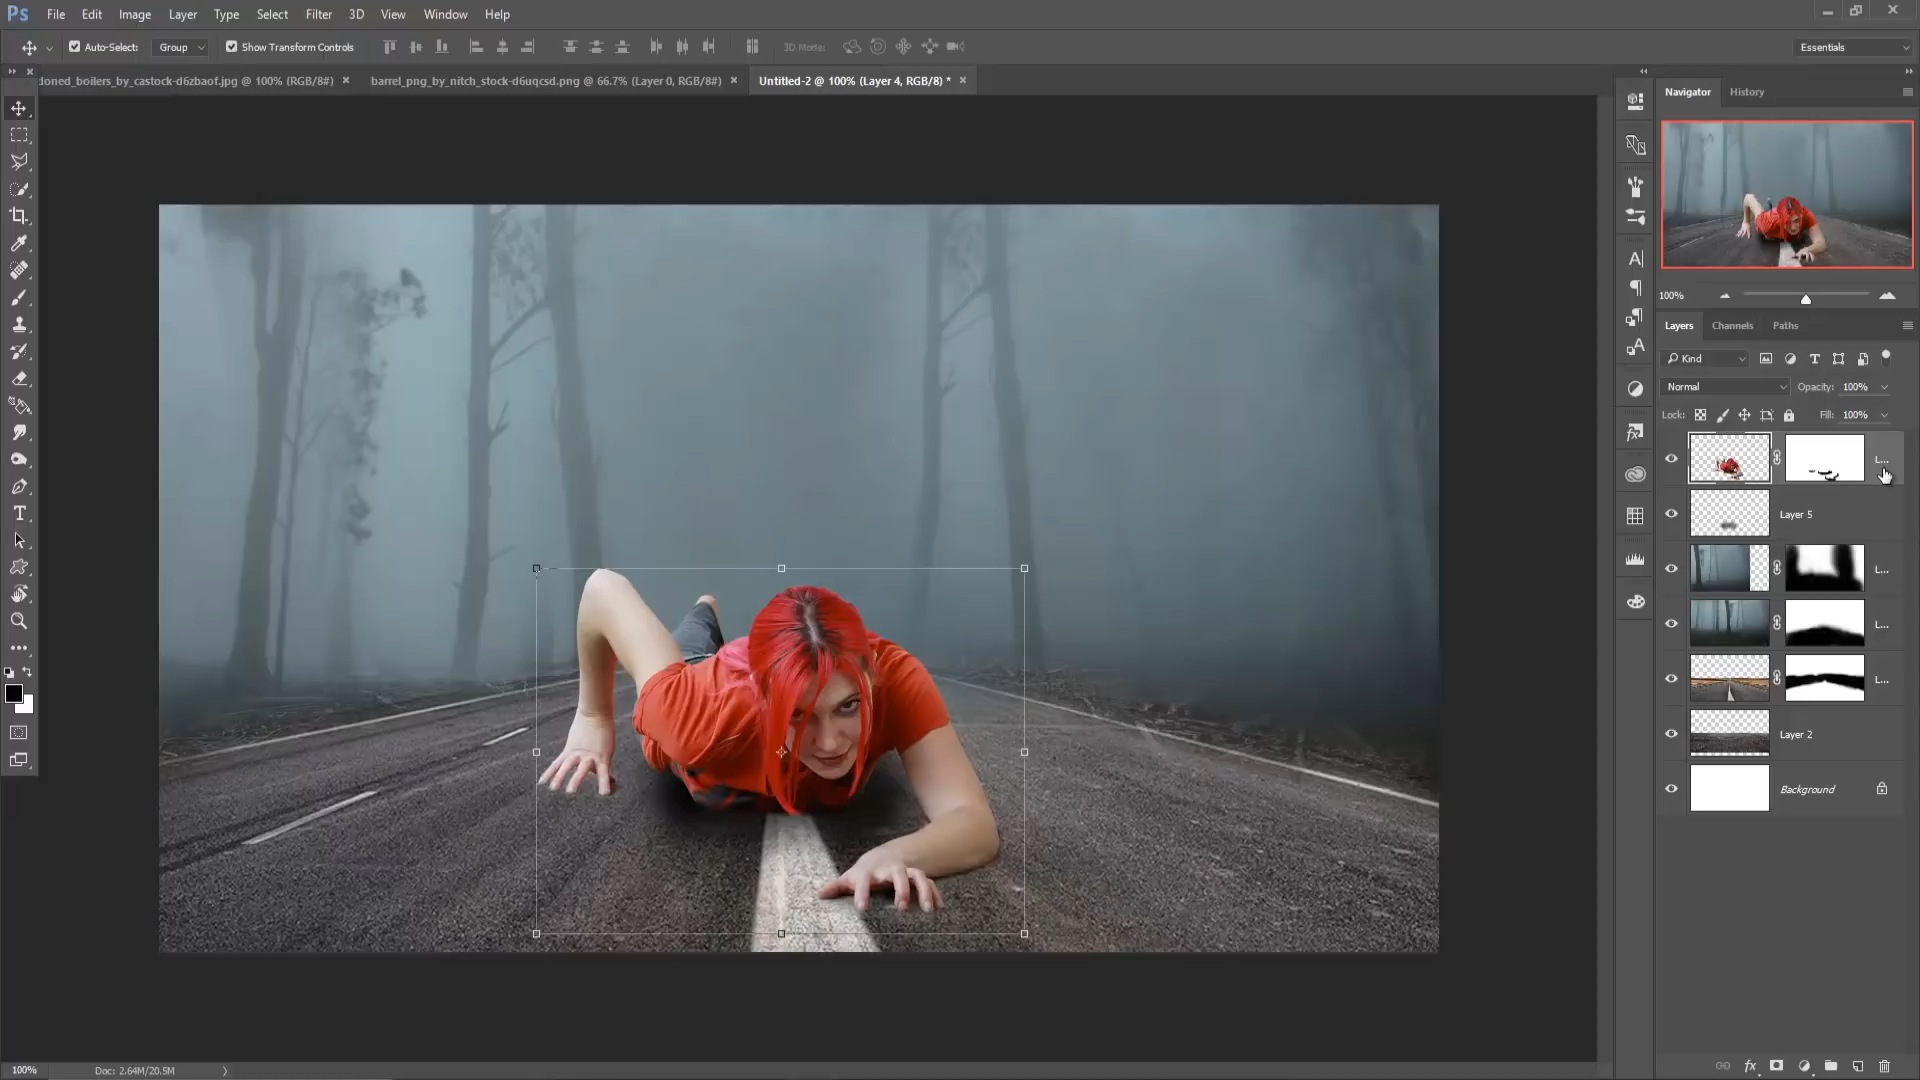 Ps File Edit Image Layer Type Select Filter 3D View Window Help
Auto-Select: Group Show Transform Controls 3D Mode: Essentials
doned_boilers_by_castock-d6zbaof.jpg @ 100% (RGB/8#) × barrel_png_by_nitch_stock-d6uqcsd.png @ 66.7% (Layer 0, RGB/8#) × Untitled-2 @ 100% (Layer 4, RGB/8) * ×
Navigator History
100%
Layers Channels Paths
Kind
Normal Opacity: 100%
Lock: Fill: 100%
L...
Layer 5
L...
L...
L...
Layer 2
Background
100% Doc: 2.64M/20.5M